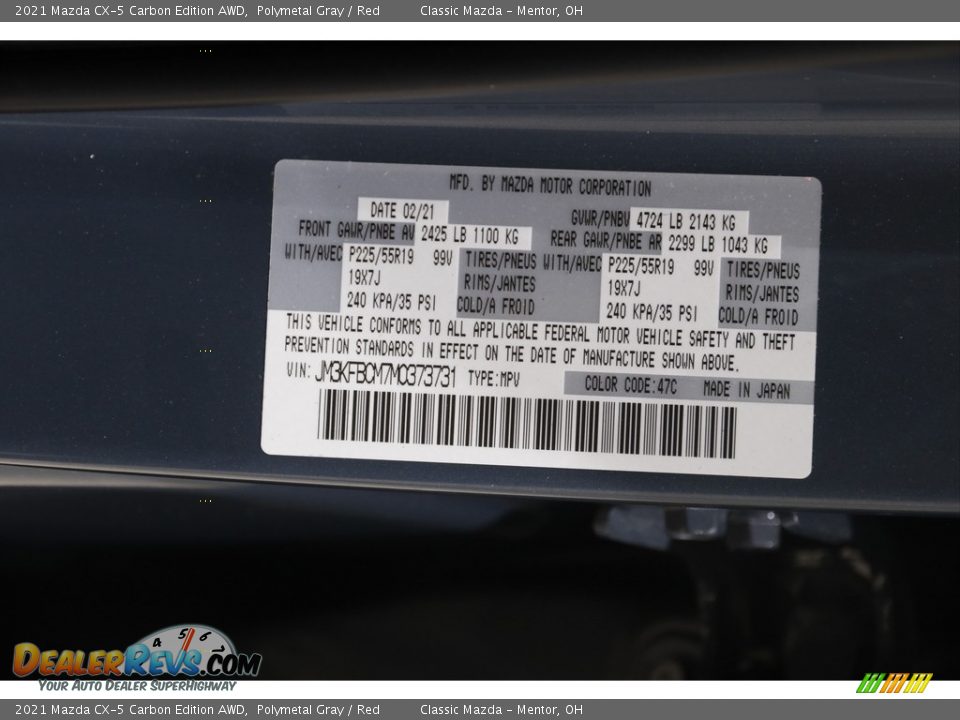 2021 Mazda CX-5 Carbon Edition AWD, Polymetal Gray / Red Classic Mazda - Mentor, OH
MFD. BY MAZDA MOTOR CORPORATION
DATE 02/21 GVWR/PNBV 4724 LB 2143 KG
FRONT GAWR/PNBE AV 2425 LB 1100 KG REAR GAWR/PNBE AR 2299 LB 1043 KG
WITH/AVEC P225/55R19 99V TIRES/PNEUS WITH/AVEC P225/55R19 99V TIRES/PNEUS
19X7J RIMS/JANTES 19X7J RIMS/JANTES
240 KPA/35 PSI COLD/A FROID 240 KPA/35 PSI COLD/A FROID
THIS VEHICLE CONFORMS TO ALL APPLICABLE FEDERAL MOTOR VEHICLE SAFETY AND THEFT
PREVENTION STANDARDS IN EFFECT ON THE DATE OF MANUFACTURE SHOWN ABOVE.
VIN: JM3KFBCM7M0373731 TYPE:MPV COLOR CODE:47C MADE IN JAPAN
4 5 6
DEALERREVS.COM
YOUR AUTO DEALER SUPERHIGHWAY
2021 Mazda CX-5 Carbon Edition AWD, Polymetal Gray / Red Classic Mazda - Mentor, OH